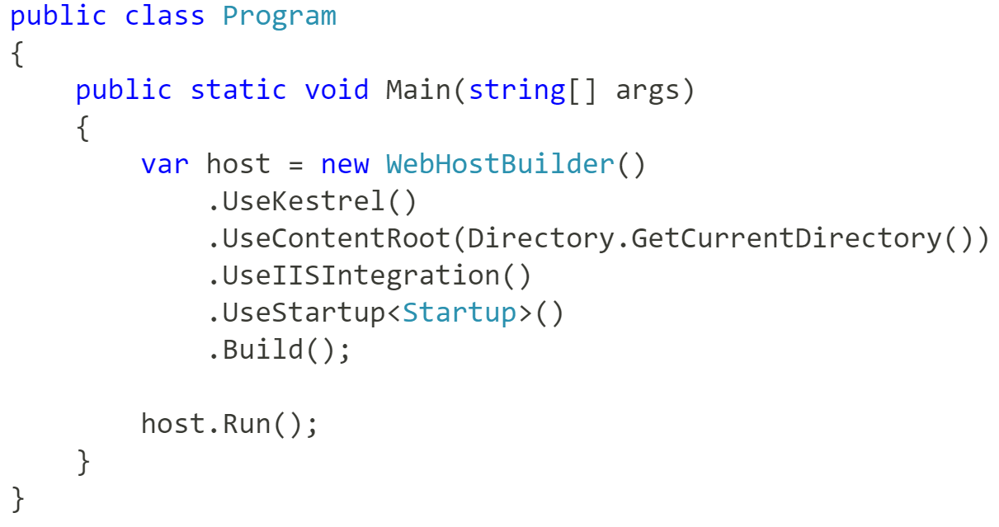 public class Program
{
    public static void Main(string[] args)
    {
        var host = new WebHostBuilder()
            .UseKestrel()
            .UseContentRoot(Directory.GetCurrentDirectory())
            .UseIISIntegration()
            .UseStartup<Startup>()
            .Build();

        host.Run();
    }
}